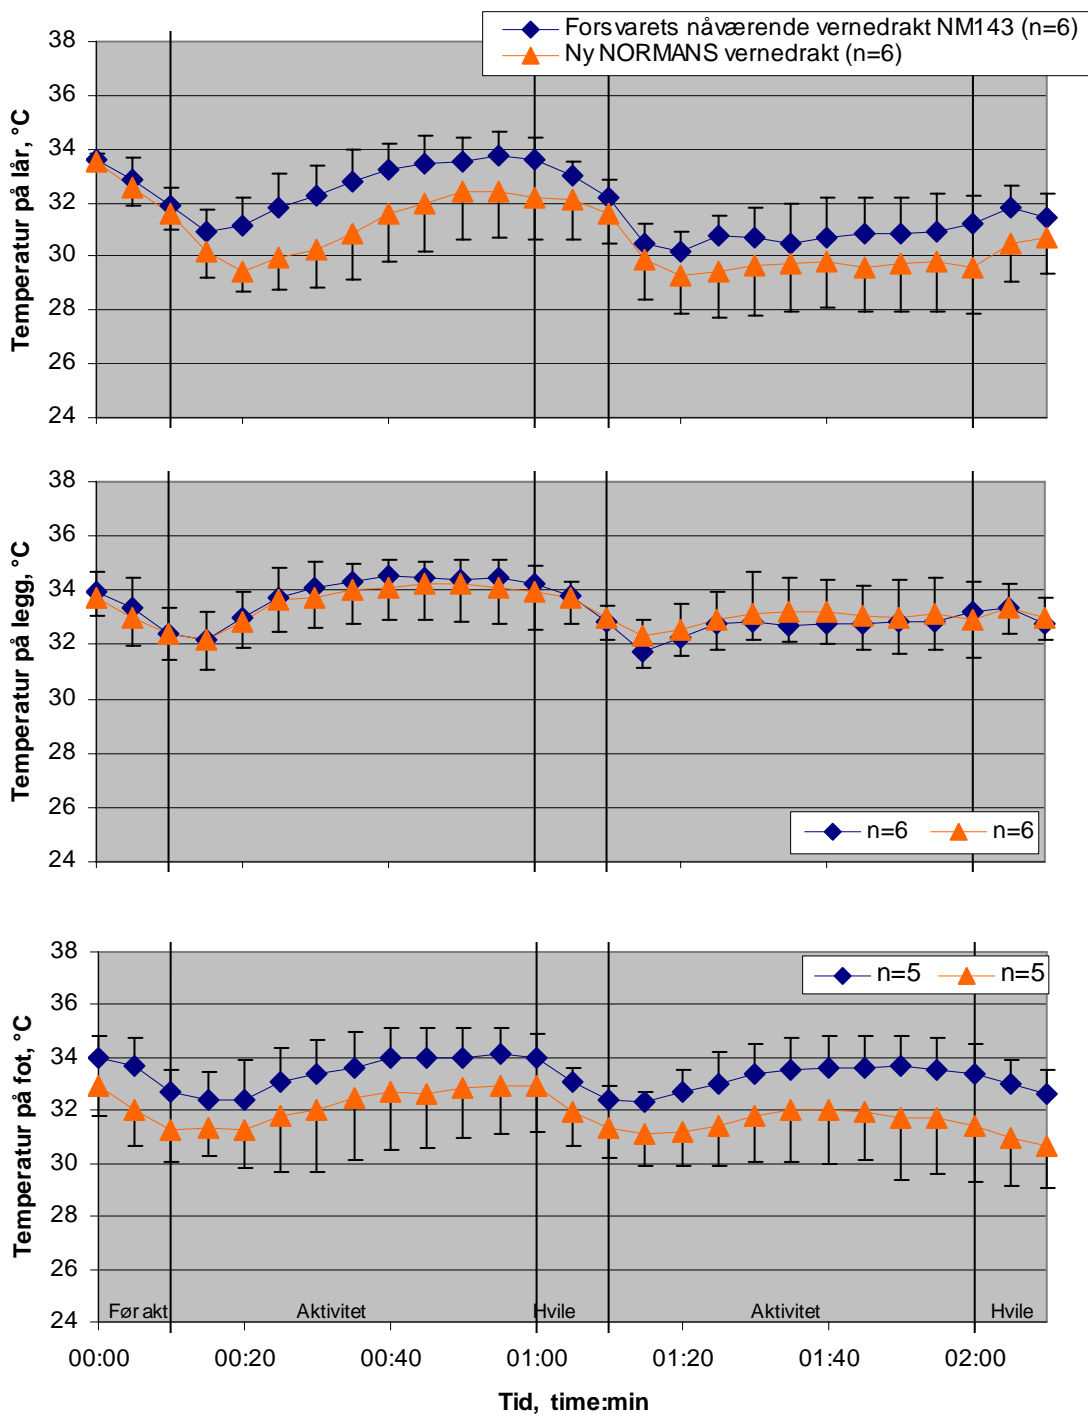 Forsvarets nåværende vernedrakt NM143 (n=6)
Ny NORMANS vernedrakt (n=6)
Temperatur på lår, °C
38
36
34
32
30
28
26
24
Temperatur på legg, °C
38
36
34
32
30
28
26
24
n=6 n=6
Temperatur på fot, °C
38
36
34
32
30
28
26
24
n=5 n=5
Før akt Aktivitet Hvile Aktivitet Hvile
00:00 00:20 00:40 01:00 01:20 01:40 02:00
Tid, time:min